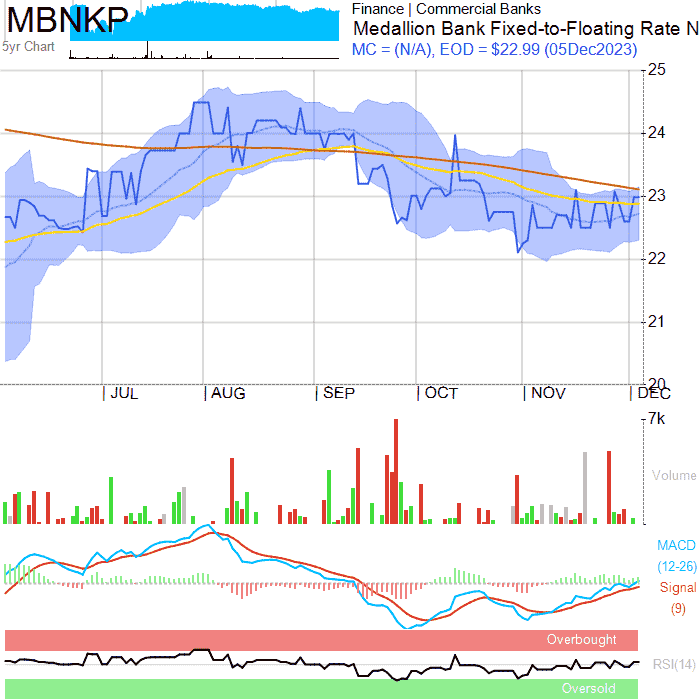 MBNKP
5yr Chart
Finance | Commercial Banks
Medallion Bank Fixed-to-Floating Rate N
MC = (N/A), EOD = $22.99 (05Dec2023)
25
24
23
22
21
20
JUL AUG SEP OCT NOV DEC
7k
Volume
MACD
(12-26)
Signal
(9)
Overbought
RSI(14)
Oversold